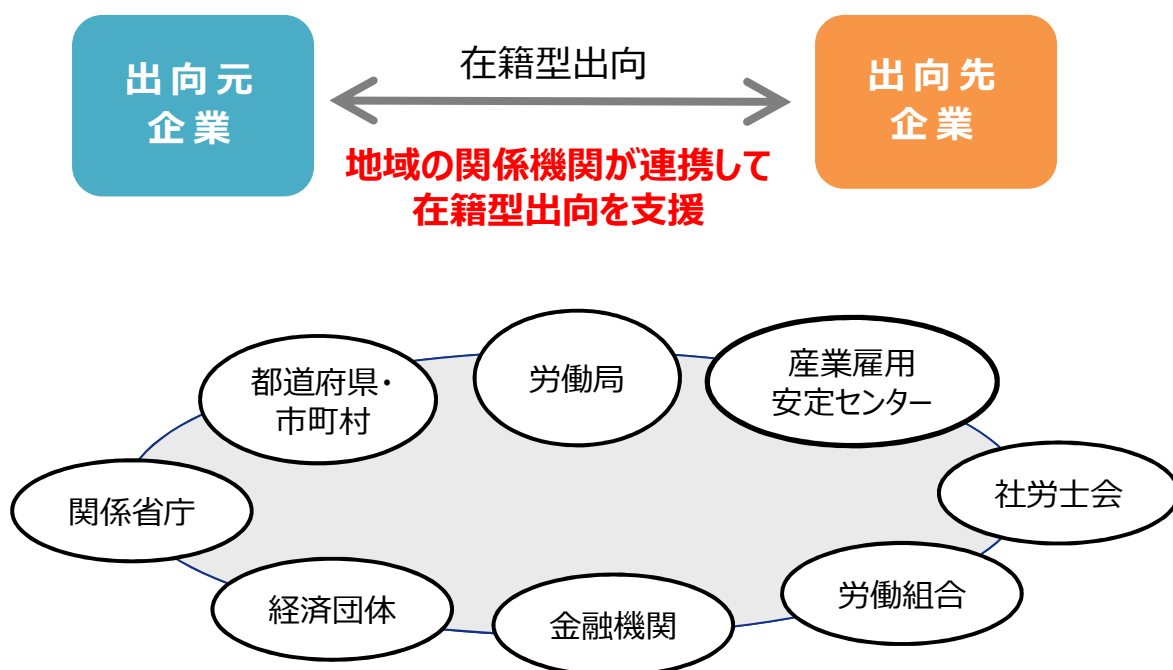 出向元
企業
在籍型出向
出向先
企業
地域の関係機関が連携して
在籍型出向を支援
都道府県・
市町村
労働局
産業雇用
安定センター
関係省庁
社労士会
経済団体
金融機関
労働組合